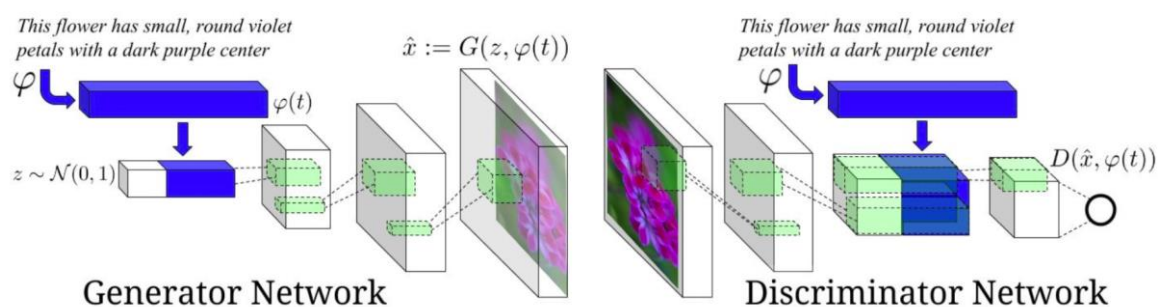 This flower has small, round violet
petals with a dark purple center
φ
φ(t)
z ~ 𝒩(0, 1)
x̂ := G(z, φ(t))
Generator Network
This flower has small, round violet
petals with a dark purple center
φ
D(x̂, φ(t))
Discriminator Network